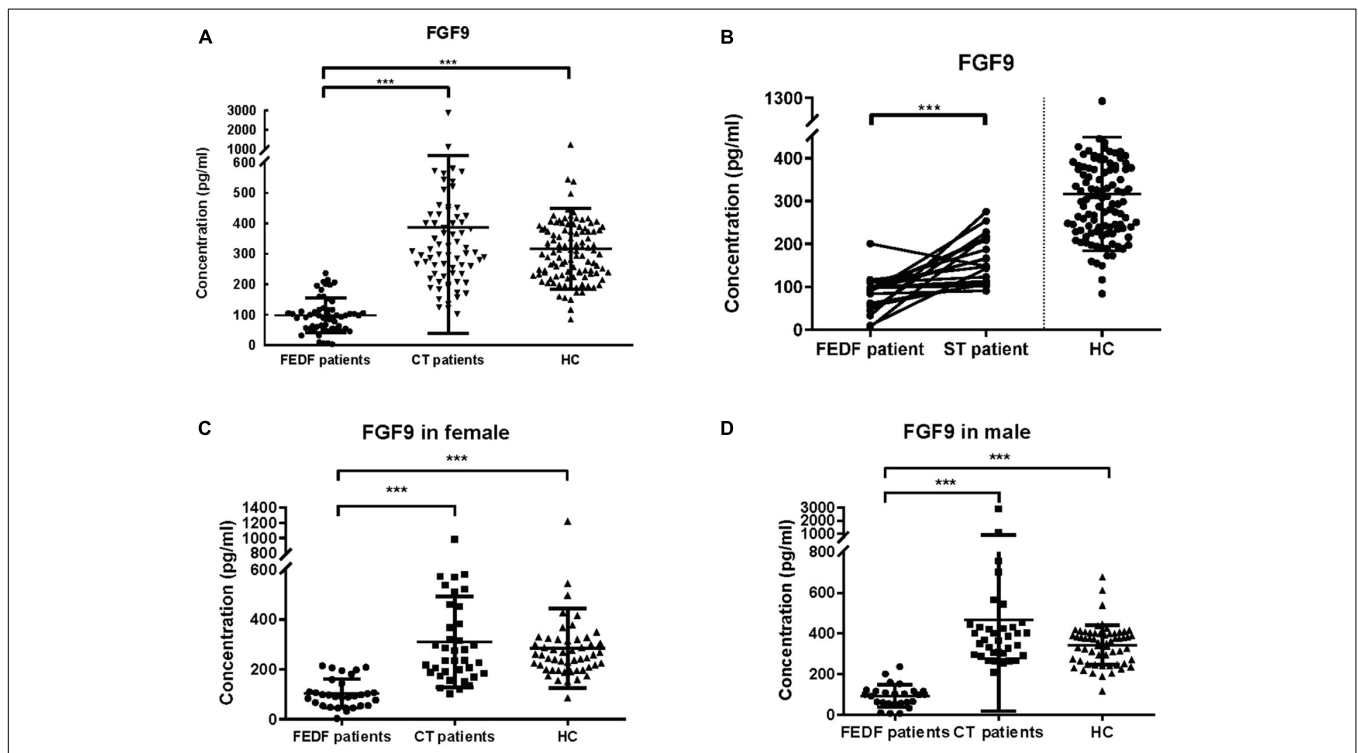 A
FGF9
***
***
Concentration (pg/ml)
3000
2000
1000
600
500
400
300
200
100
0
FEDF patients CT patients HC
B
FGF9
***
Concentration (pg/ml)
1300
400
300
200
100
0
FEDF patient ST patient HC
C
FGF9 in female
***
***
Concentration (pg/ml)
1400
1200
1000
800
600
400
200
0
FEDF patients CT patients HC
D
FGF9 in male
***
***
Concentration (pg/ml)
3000
2000
1000
800
600
400
200
0
FEDF patients CT patients HC